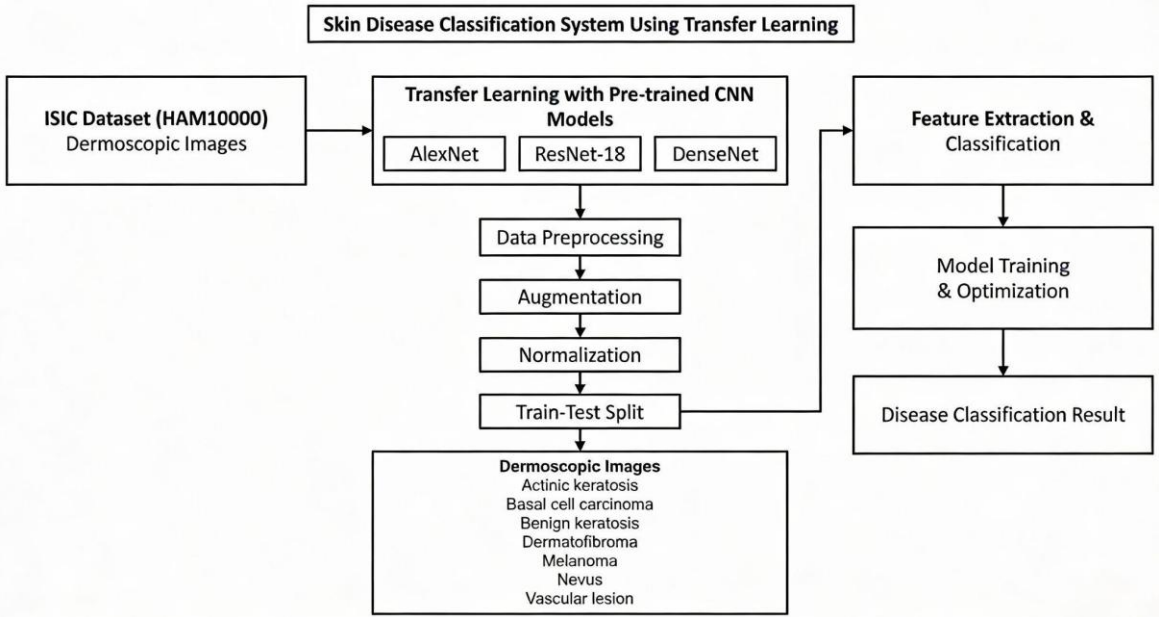 Skin Disease Classification System Using Transfer Learning
ISIC Dataset (HAM10000)
Dermoscopic Images
Transfer Learning with Pre-trained CNN
Models
AlexNet
ResNet-18
DenseNet
Data Preprocessing
Augmentation
Normalization
Train-Test Split
Dermoscopic Images
Actinic keratosis
Basal cell carcinoma
Benign keratosis
Dermatofibroma
Melanoma
Nevus
Vascular lesion
Feature Extraction &
Classification
Model Training
& Optimization
Disease Classification Result